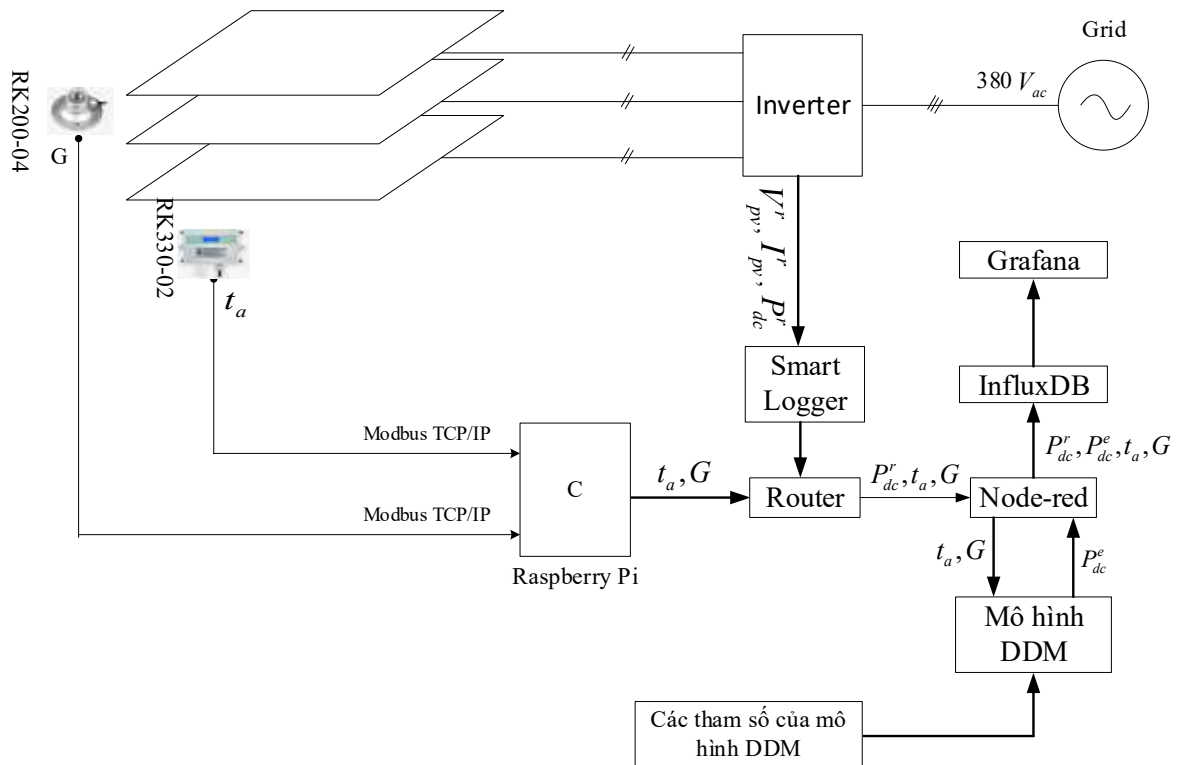 Grid
380 V_ac
Inverter
RK200-04
G
RK330-02
t_a
V^r_pv, I^r_pv, P^r_dc
Smart
Logger
Grafana
InfluxDB
P^r_dc, P^e_dc, t_a, G
Modbus TCP/IP
C
t_a, G
Router
P^r_dc, t_a, G
Node-red
Modbus TCP/IP
Raspberry Pi
t_a, G
P^e_dc
Mô hình
DDM
Các tham số của mô
hình DDM